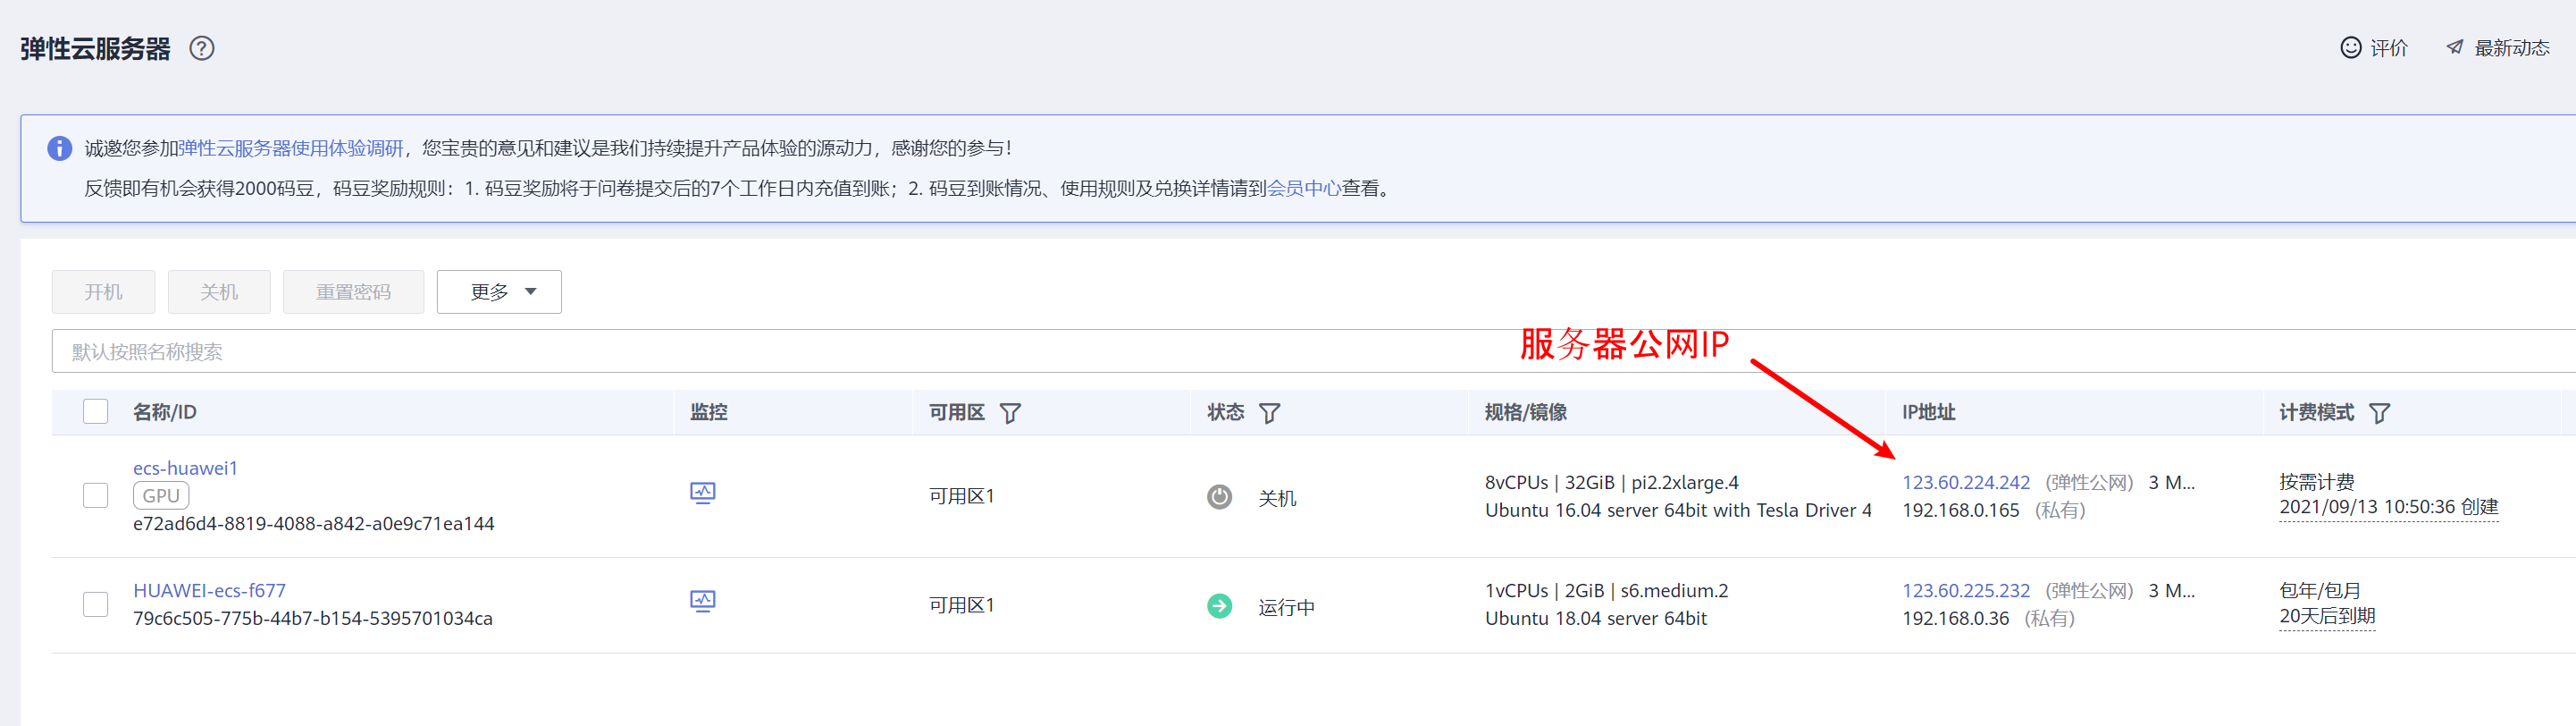 弹性云服务器
评价 最新动态
诚邀您参加弹性云服务器使用体验调研，您宝贵的意见和建议是我们持续提升产品体验的源动力，感谢您的参与！
反馈即有机会获得2000码豆，码豆奖励规则：1. 码豆奖励将于问卷提交后的7个工作日内充值到账；2. 码豆到账情况、使用规则及兑换详情请到会员中心查看。
开机 关机 重置密码 更多
默认按照名称搜索
服务器公网IP
名称/ID 监控 可用区 状态 规格/镜像 IP地址 计费模式
ecs-huawei1
GPU
e72ad6d4-8819-4088-a842-a0e9c71ea144
可用区1
关机
8vCPUs | 32GiB | pi2.2xlarge.4
Ubuntu 16.04 server 64bit with Tesla Driver 4
123.60.224.242 （弹性公网） 3 M...
192.168.0.165 （私有）
按需计费
2021/09/13 10:50:36 创建
HUAWEI-ecs-f677
79c6c505-775b-44b7-b154-5395701034ca
可用区1
运行中
1vCPUs | 2GiB | s6.medium.2
Ubuntu 18.04 server 64bit
123.60.225.232 （弹性公网） 3 M...
192.168.0.36 （私有）
包年/包月
20天后到期